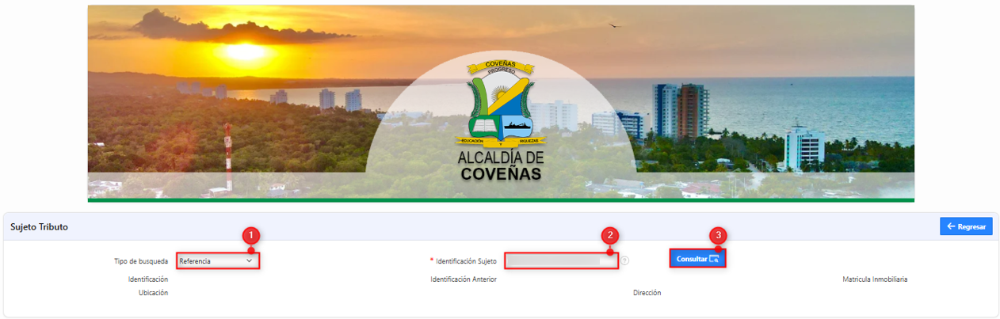 COVEÑAS
PROGRESO
EDUCACIÓN Y RIQUEZAS
ALCALDÍA DE
COVEÑAS
Sujeto Tributo
Regresar
1
2
3
Tipo de busqueda
Referencia
* Identificación Sujeto
?
Consultar
Identificación
Identificación Anterior
Matricula Inmobiliaria
Ubicación
Dirección